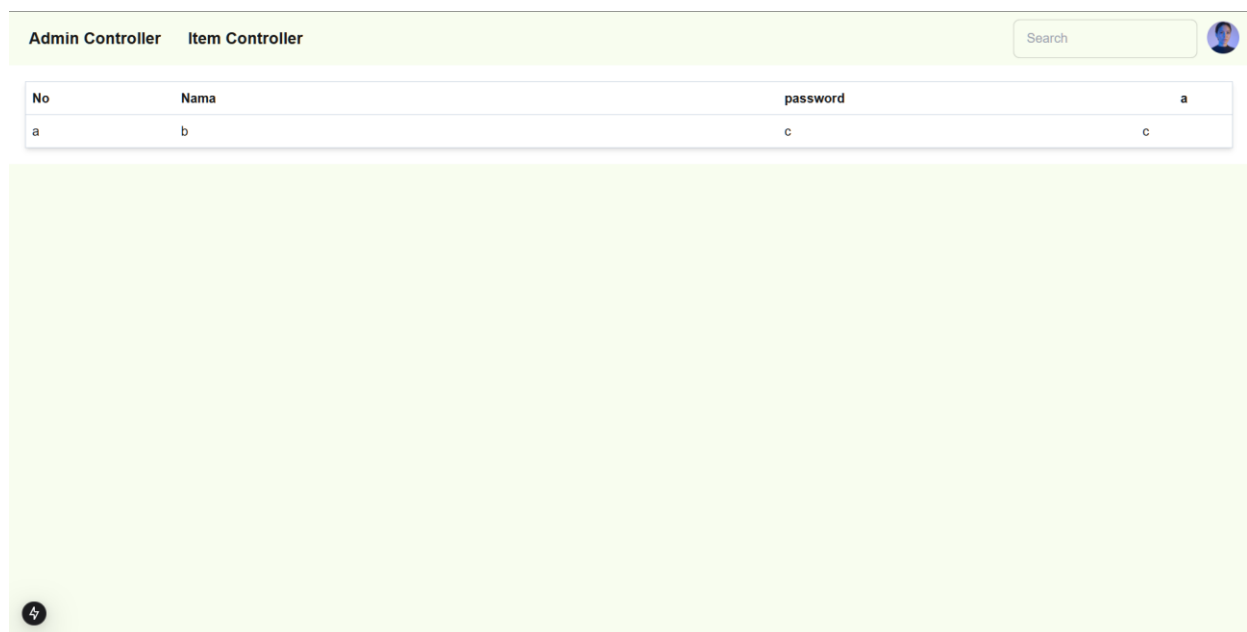 Admin Controller Item Controller Search
No Nama password a
a b c c